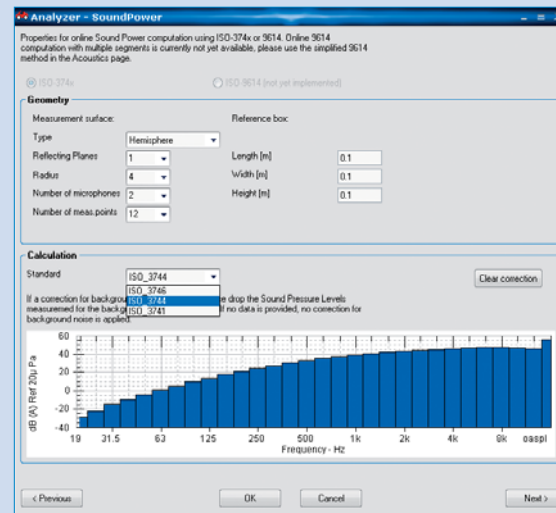 Analyzer - SoundPower
Properties for online Sound Power computation using ISO-374x or 9614. Online 9614
computation with multiple segments is currently not yet available, please use the simplified 9614
method in the Acoustics page.
ISO-374x
ISO-9614 (not yet implemented)
Geometry
Measurement surface:
Reference box:
Type
Hemisphere
Reflecting Planes
1
Length [m]
0.1
Radius
4
Width [m]
0.1
Number of microphones
2
Height [m]
0.1
Number of meas.points
12
Calculation
Standard
ISO_3744
Clear correction
ISO_3746
ISO_3744
ISO_3741
If a correction for backgrou
e drop the Sound Pressure Levels
measuremed for the backg
If no data is provided, no correction for
background noise is applied.
dB (A) Ref 20µ Pa
60
40
20
0
-20
-40
19
31.5
63
125
250
500
1k
2k
4k
8k
oaspl
Frequency - Hz
< Previous
OK
Cancel
Next >